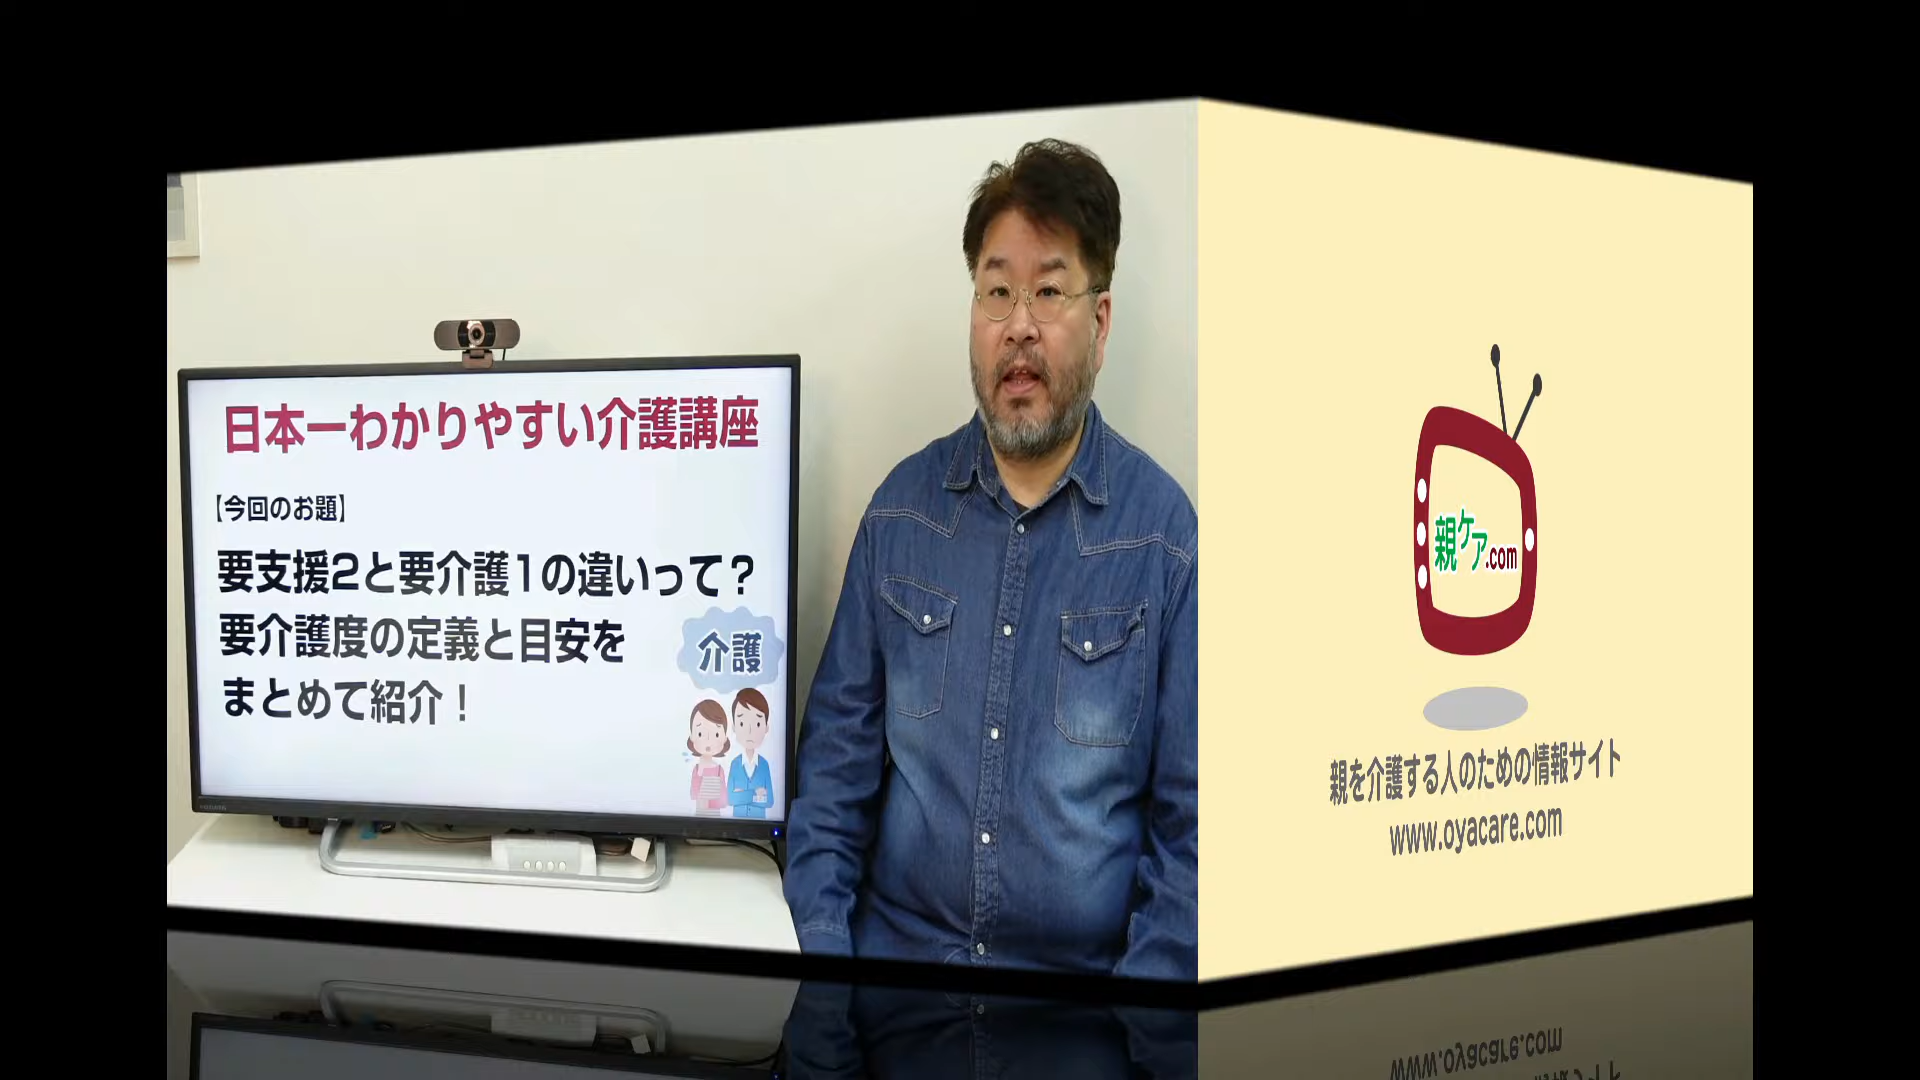 日本一わかりやすい介護講座
【今回のお題】
要支援2と要介護1の違いって？
要介護度の定義と目安を
まとめて紹介！
介護
親ケア.com
親を介護する人のための情報サイト
www.oyacare.com